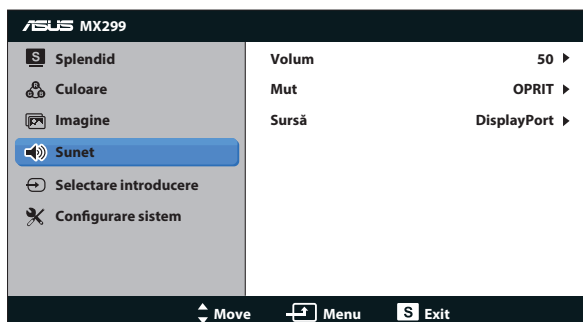 ASUS MX299
S Splendid
Culoare
Imagine
Sunet
Selectare introducere
Configurare sistem
Volum 50
Mut OPRIT
Sursă DisplayPort
Move Menu S Exit